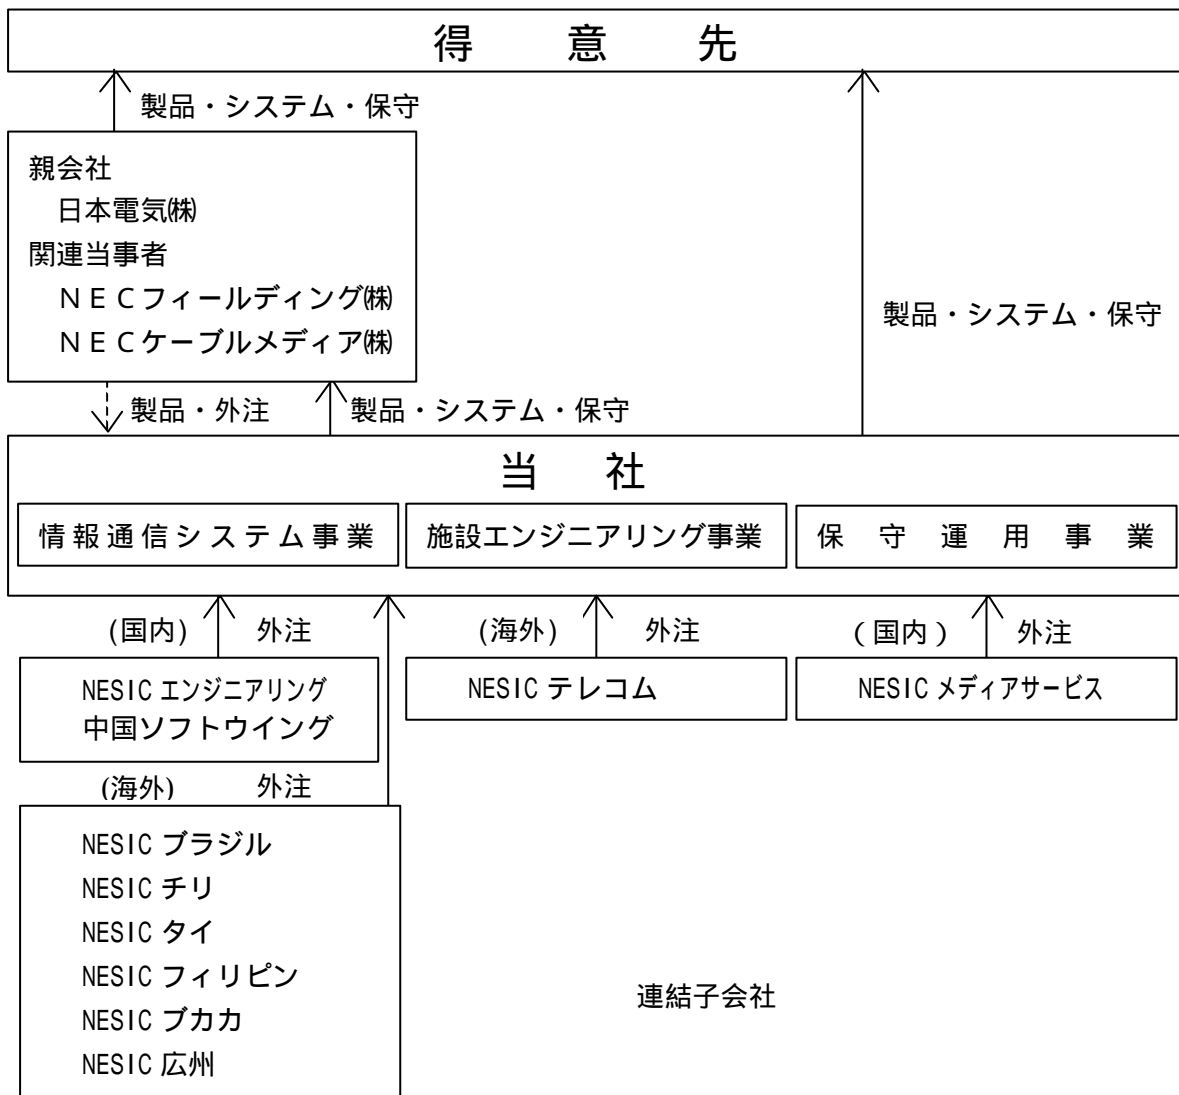 得意先
製品・システム・保守
親会社
日本電気㈱
関連当事者
ＮＥＣフィールディング㈱
ＮＥＣケーブルメディア㈱
製品・システム・保守
製品・外注
製品・システム・保守
当社
情報通信システム事業
施設エンジニアリング事業
保守運用事業
(国内) 外注
(海外) 外注
(国内) 外注
NESIC エンジニアリング
中国ソフトウイング
NESIC テレコム
NESIC メディアサービス
(海外) 外注
NESIC ブラジル
NESIC チリ
NESIC タイ
NESIC フィリピン
NESIC ブカカ
NESIC 広州
連結子会社